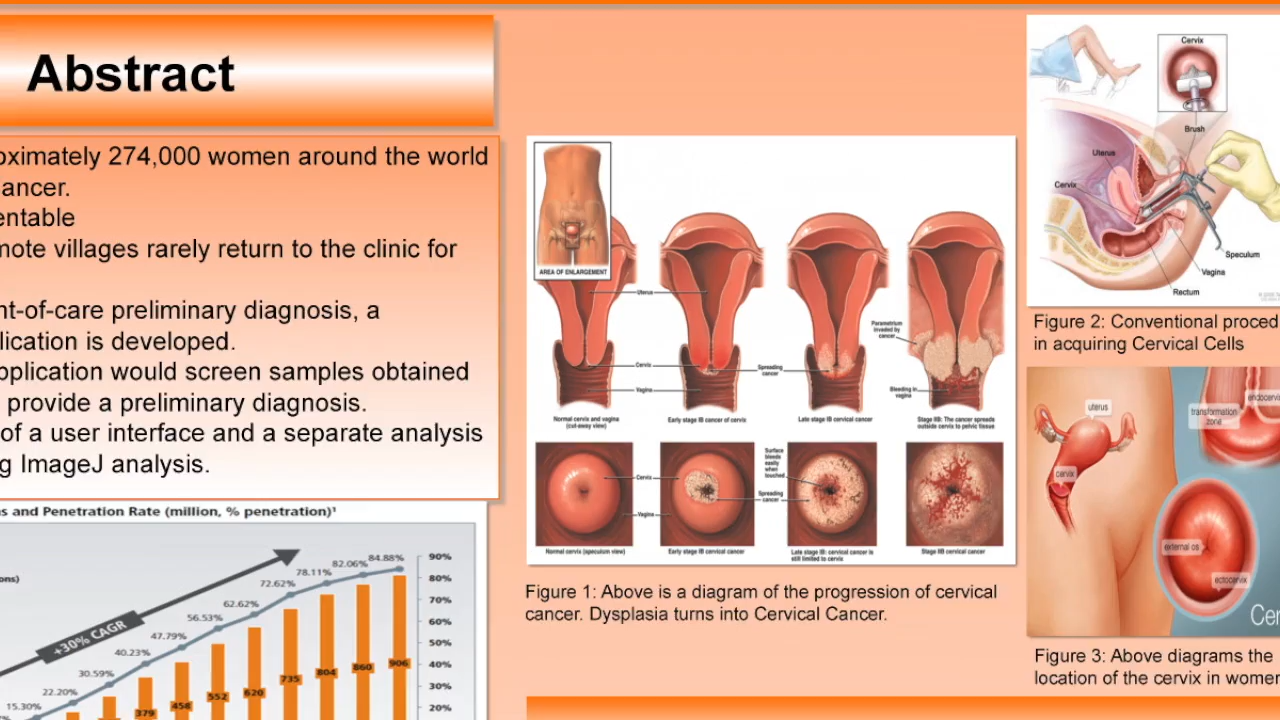 Abstract
oximately 274,000 women around the world
ancer.
entable
mote villages rarely return to the clinic for
nt-of-care preliminary diagnosis, a
lication is developed.
pplication would screen samples obtained
provide a preliminary diagnosis.
of a user interface and a separate analysis
g ImageJ analysis.
s and Penetration Rate (million, % penetration)¹
ons)
+30% CAGR
15.30%
22.20%
30.59%
40.23%
47.79%
56.53%
62.62%
72.62%
78.11%
82.06%
84.88%
90%
80%
70%
60%
50%
40%
30%
20%
379
458
552
620
735
804
860
906
AREA OF ENLARGEMENT
Uterus
Cervix
Vagina
Spreading
cancer
Parametrium
invaded by
cancer
Bleeding in
vagina
Normal cervix and vagina
(cut-away view)
Early stage IB cancer of cervix
Late stage IB cervical cancer
Stage IIB: The cancer spreads
outside cervix to pelvic tissue
Cervix
Vagina
Surface
bleeds
easily
when
touched
Spreading
cancer
Normal cervix (speculum view)
Early stage IB cervical cancer
Late stage IB: cervical cancer is
still limited to cervix
Stage IIB cervical cancer
Figure 1: Above is a diagram of the progression of cervical
cancer. Dysplasia turns into Cervical Cancer.
Cervix
Brush
Uterus
Cervix
Speculum
Vagina
Rectum
Figure 2: Conventional proced
in acquiring Cervical Cells
uterus
cervix
transformation
zone
endocervi
external os
ectocervix
Cer
Figure 3: Above diagrams the
location of the cervix in women